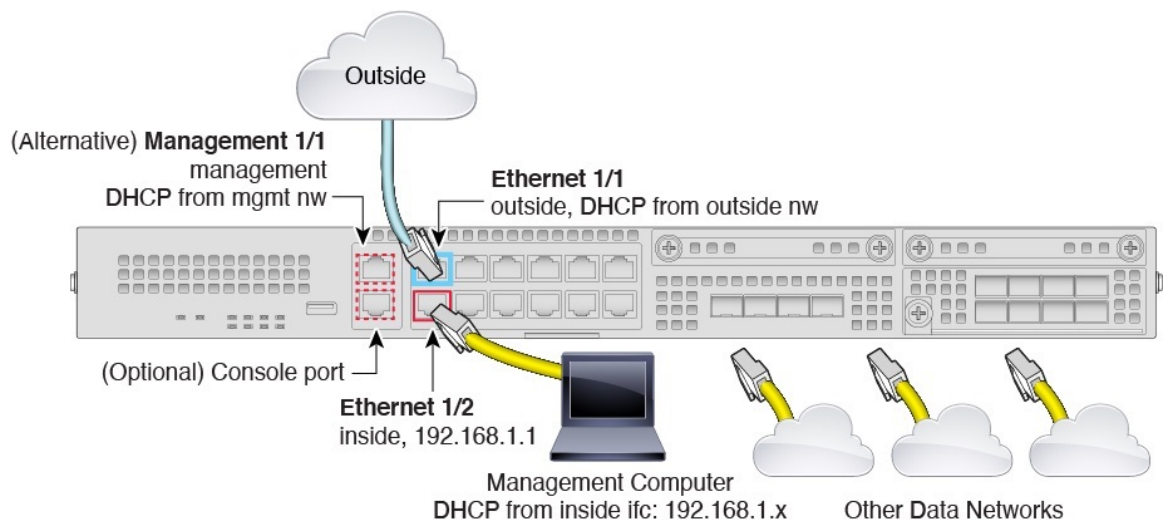 Outside
(Alternative) Management 1/1
management
DHCP from mgmt nw
Ethernet 1/1
outside, DHCP from outside nw
(Optional) Console port
Ethernet 1/2
inside, 192.168.1.1
Management Computer
DHCP from inside ifc: 192.168.1.x
Other Data Networks